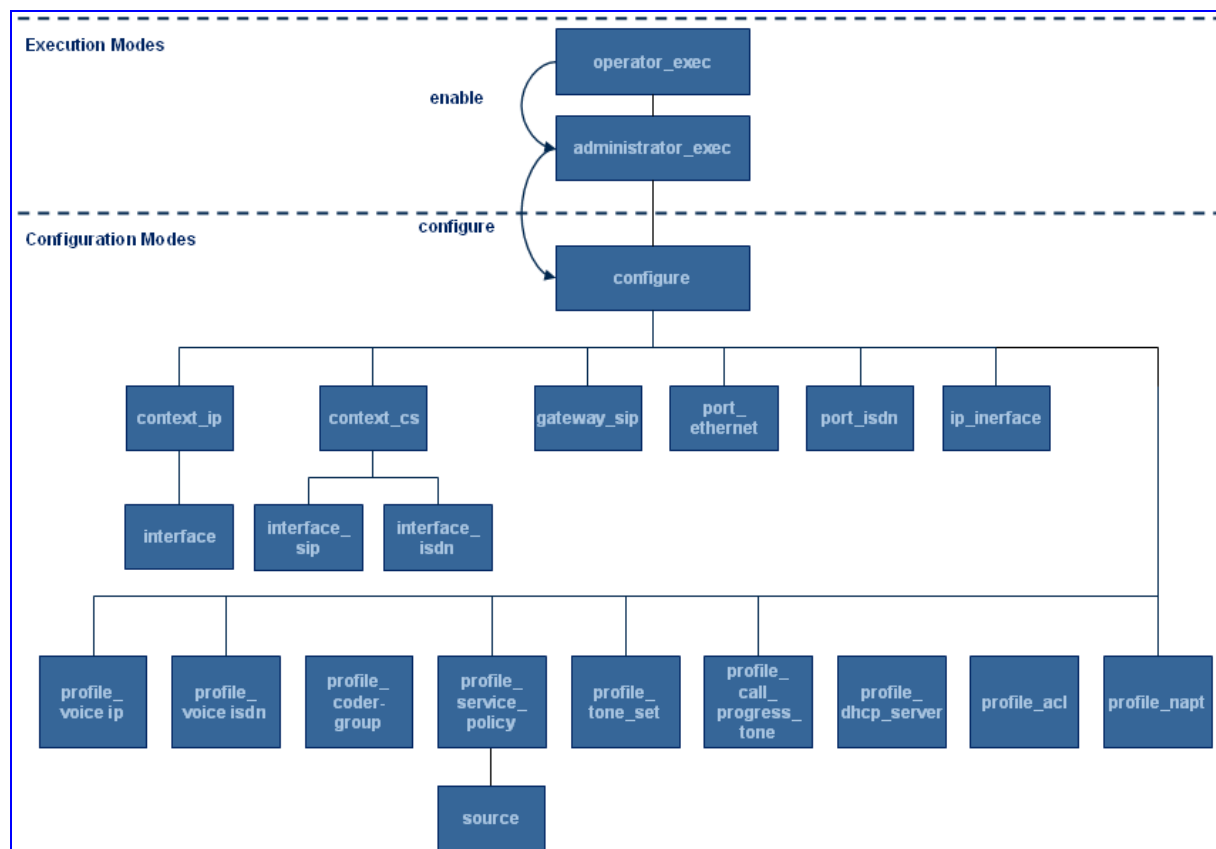 Execution Modes
operator_exec
enable
administrator_exec
configure
Configuration Modes
configure
context_ip
context_cs
gateway_sip
port_
ethernet
port_isdn
ip_inerface
interface
interface_
sip
interface_
isdn
profile_
voice ip
profile_
voice isdn
profile_
coder-
group
profile_
service_
policy
profile_
tone_set
profile_
call_
progress_
tone
profile_
dhcp_server
profile_acl
profile_napt
source